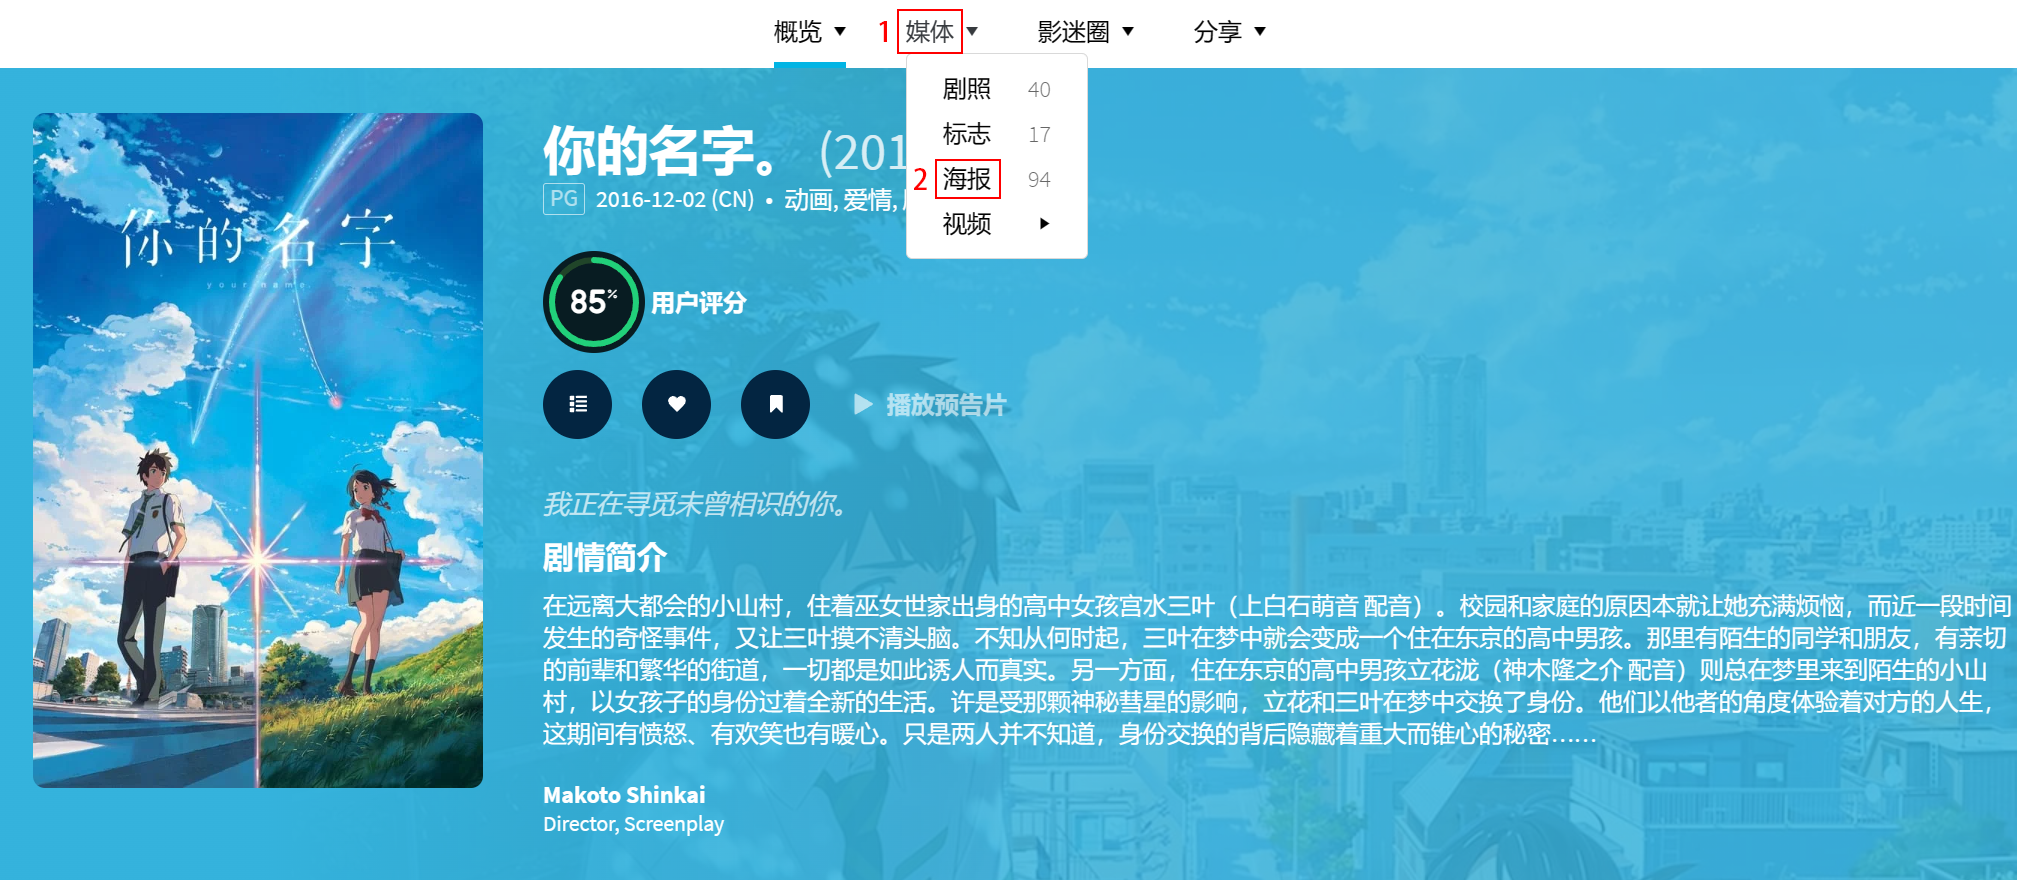 概览 1 媒体 影迷圈 分享
剧照 40
标志 17
2 海报 94
视频
你的名字
your name.
你的名字。 (201
PG 2016-12-02 (CN) • 动画, 爱情,
85% 用户评分
播放预告片
我正在寻觅未曾相识的你。
剧情简介
在远离大都会的小山村，住着巫女世家出身的高中女孩宫水三叶（上白石萌音 配音）。校园和家庭的原因本就让她充满烦恼，而近一段时间
发生的奇怪事件，又让三叶摸不清头脑。不知从何时起，三叶在梦中就会变成一个住在东京的高中男孩。那里有陌生的同学和朋友，有亲切
的前辈和繁华的街道，一切都是如此诱人而真实。另一方面，住在东京的高中男孩立花泷（神木隆之介 配音）则总在梦里来到陌生的小山
村，以女孩子的身份过着全新的生活。许是受那颗神秘彗星的影响，立花和三叶在梦中交换了身份。他们以他者的角度体验着对方的人生，
这期间有愤怒、有欢笑也有暖心。只是两人并不知道，身份交换的背后隐藏着重大而锥心的秘密……
Makoto Shinkai
Director, Screenplay